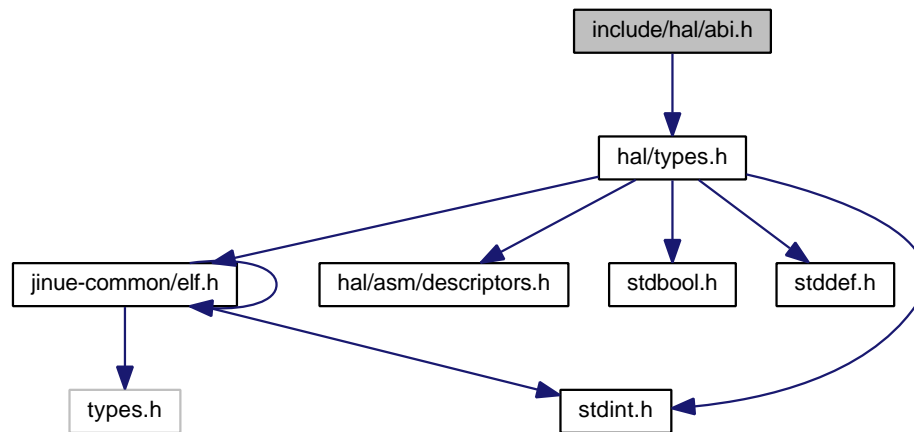 include/hal/abi.h
hal/types.h
jinue-common/elf.h
hal/asm/descriptors.h
stdbool.h
stddef.h
types.h
stdint.h